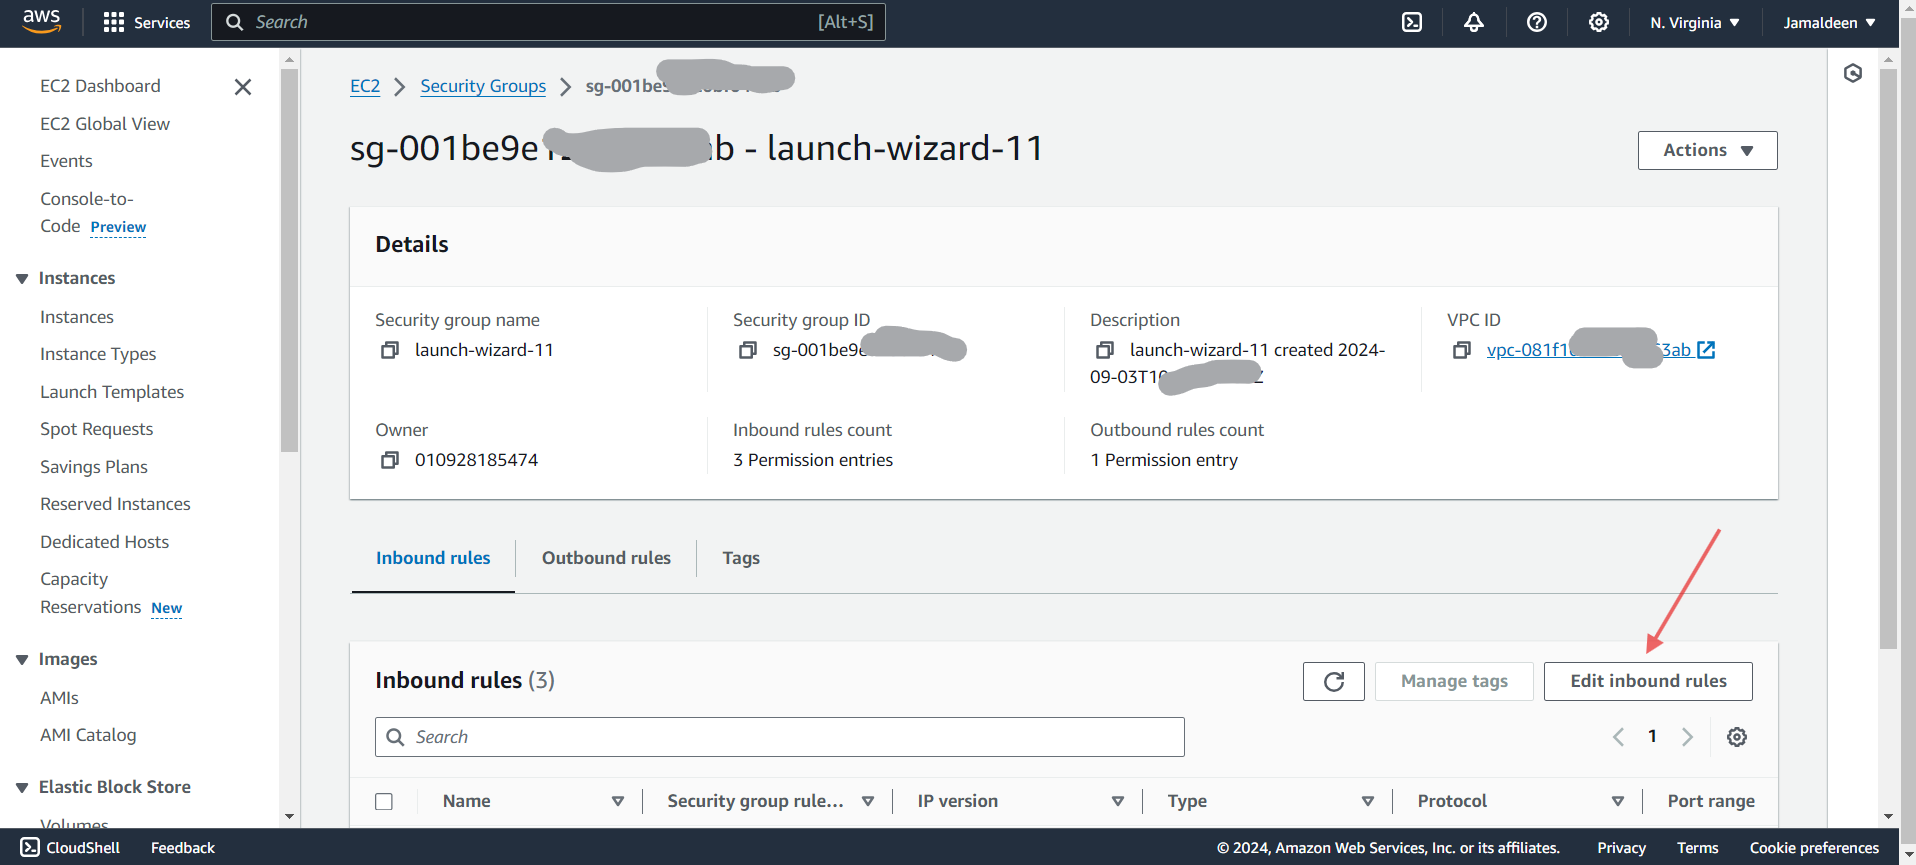 aws
Services
Search [Alt+S]
N. Virginia
Jamaldeen
EC2 Dashboard
EC2 Global View
Events
Console-to-
Code Preview
Instances
Instances
Instance Types
Launch Templates
Spot Requests
Savings Plans
Reserved Instances
Dedicated Hosts
Capacity
Reservations New
Images
AMIs
AMI Catalog
Elastic Block Store
Volumes
EC2 > Security Groups > sg-001be9
sg-001be9e b - launch-wizard-11
Actions
Details
Security group name
launch-wizard-11
Security group ID
sg-001be9e
Description
launch-wizard-11 created 2024-
09-03T1 Z
VPC ID
vpc-081f1 3ab
Owner
010928185474
Inbound rules count
3 Permission entries
Outbound rules count
1 Permission entry
Inbound rules
Outbound rules
Tags
Inbound rules (3)
Manage tags
Edit inbound rules
Search
1
Name
Security group rule...
IP version
Type
Protocol
Port range
CloudShell
Feedback
© 2024, Amazon Web Services, Inc. or its affiliates.
Privacy
Terms
Cookie preferences